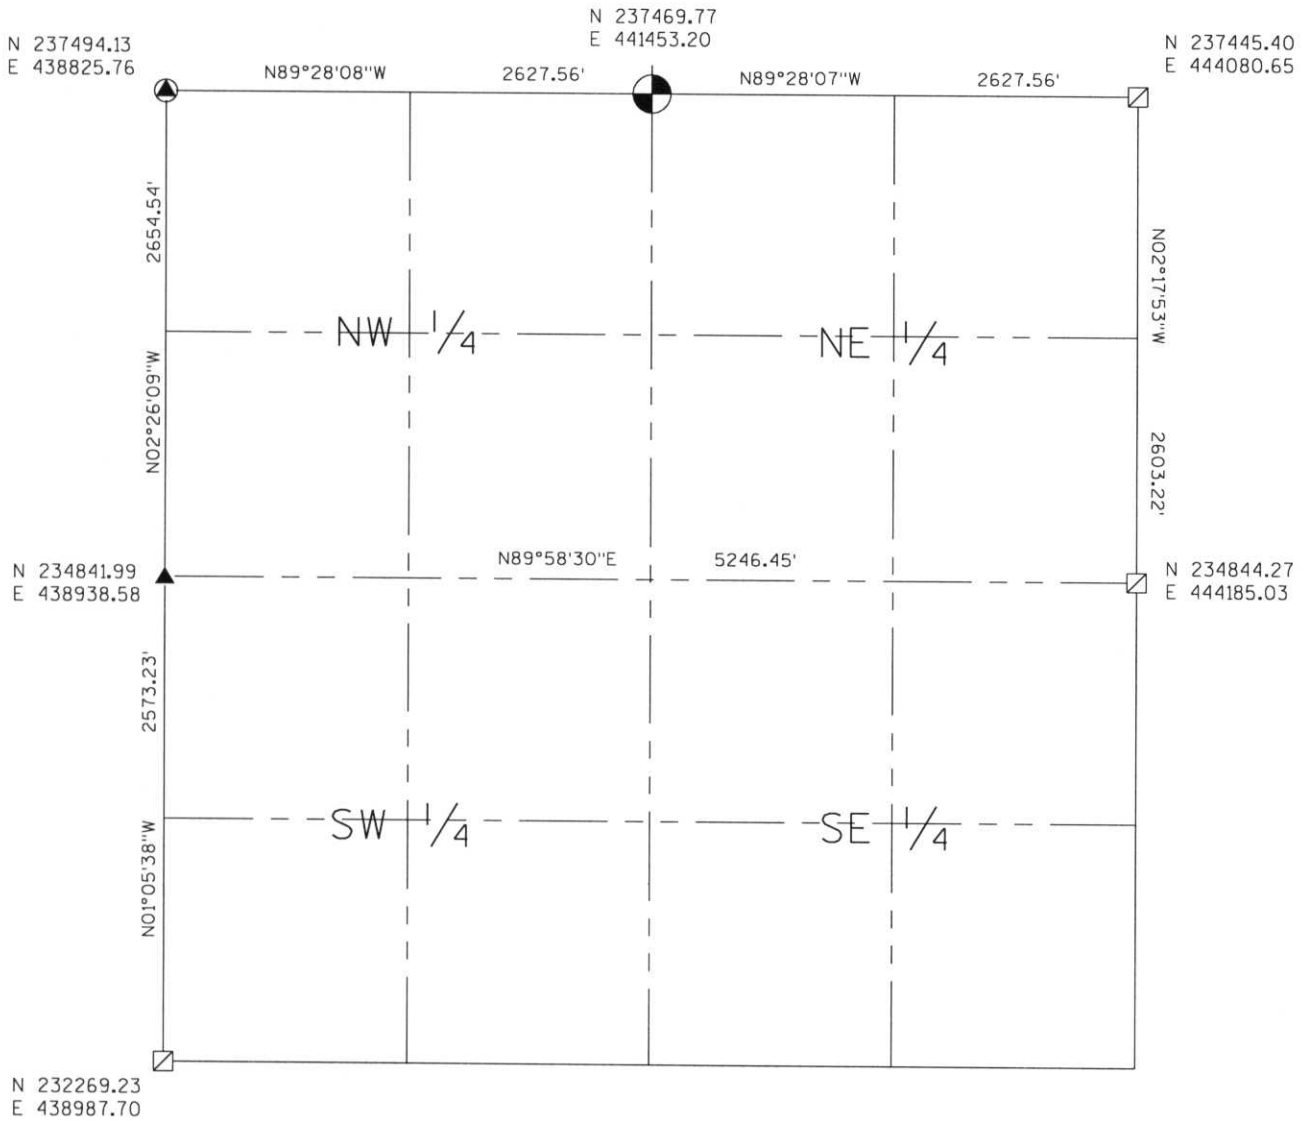 N 237469.77
E 441453.20
N 237494.13
E 438825.76
N 237445.40
E 444080.65
N89°28'08"W
2627.56'
N89°28'07"W
2627.56'
2654.54'
N02°26'09"W
N02°17'53"W
2603.22'
NW 1/4
NE 1/4
N89°58'30"E
5246.45'
N 234841.99
E 438938.58
N 234844.27
E 444185.03
2573.23'
N01°05'38"W
SW 1/4
SE 1/4
N 232269.23
E 438987.70